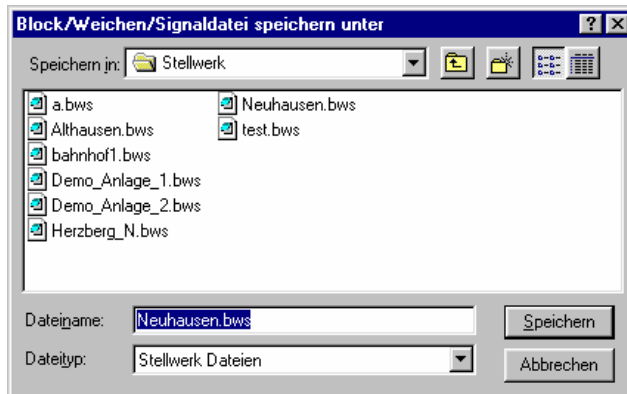 Block/Weichen/Signaldatei speichern unter
Speichern in: Stellwerk
a.bws
Althausen.bws
bahnhof1.bws
Demo_Anlage_1.bws
Demo_Anlage_2.bws
Herzberg_N.bws
Neuhausen.bws
test.bws
Dateiname: Neuhausen.bws Speichern
Dateityp: Stellwerk Dateien Abbrechen